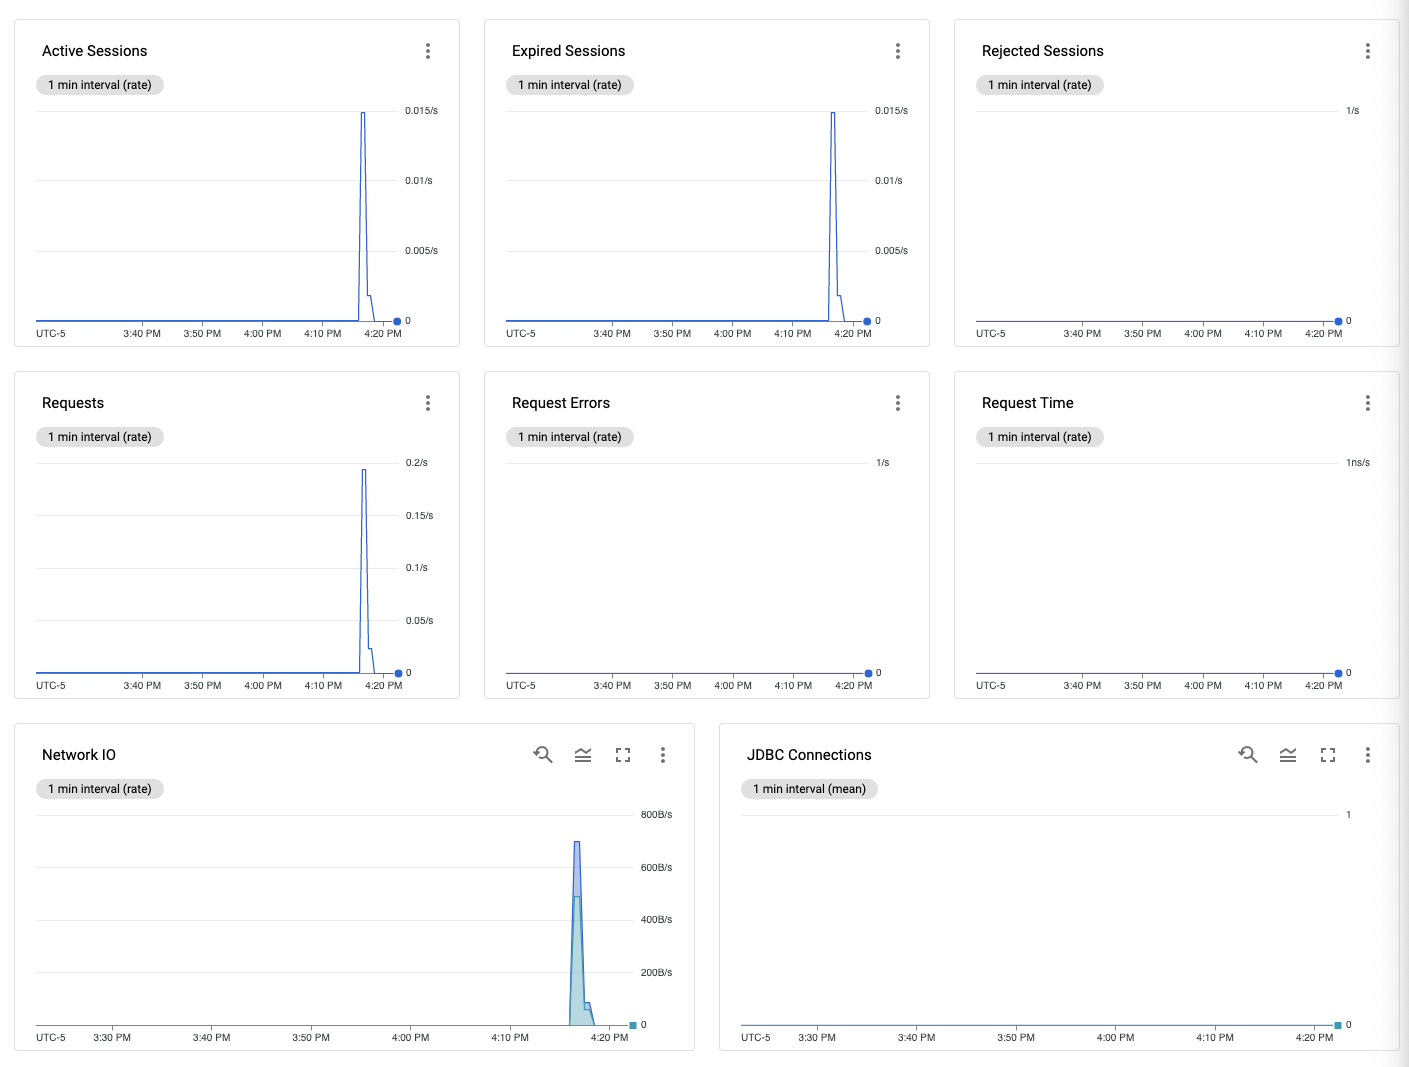 Active Sessions
1 min interval (rate)
0.015/s
0.01/s
0.005/s
0
UTC-5 3:40 PM 3:50 PM 4:00 PM 4:10 PM 4:20 PM
Expired Sessions
1 min interval (rate)
0.015/s
0.01/s
0.005/s
0
UTC-5 3:40 PM 3:50 PM 4:00 PM 4:10 PM 4:20 PM
Rejected Sessions
1 min interval (rate)
1/s
0
UTC-5 3:40 PM 3:50 PM 4:00 PM 4:10 PM 4:20 PM
Requests
1 min interval (rate)
0.2/s
0.15/s
0.1/s
0.05/s
0
UTC-5 3:40 PM 3:50 PM 4:00 PM 4:10 PM 4:20 PM
Request Errors
1 min interval (rate)
1/s
0
UTC-5 3:40 PM 3:50 PM 4:00 PM 4:10 PM 4:20 PM
Request Time
1 min interval (rate)
1ns/s
0
UTC-5 3:40 PM 3:50 PM 4:00 PM 4:10 PM 4:20 PM
Network IO
1 min interval (rate)
800B/s
600B/s
400B/s
200B/s
0
UTC-5 3:30 PM 3:40 PM 3:50 PM 4:00 PM 4:10 PM 4:20 PM
JDBC Connections
1 min interval (mean)
1
0
UTC-5 3:30 PM 3:40 PM 3:50 PM 4:00 PM 4:10 PM 4:20 PM